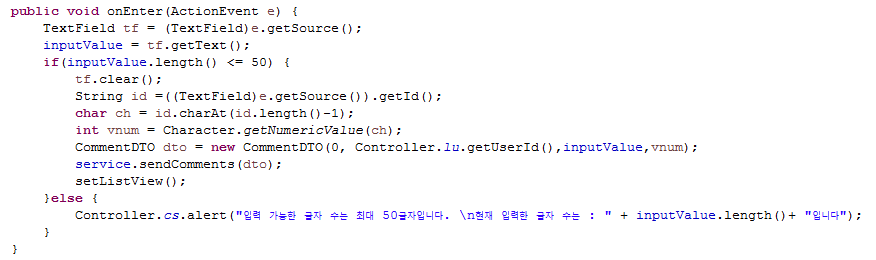 public void onEnter(ActionEvent e) {
    TextField tf = (TextField)e.getSource();
    inputValue = tf.getText();
    if(inputValue.length() <= 50) {
        tf.clear();
        String id =((TextField)e.getSource()).getId();
        char ch = id.charAt(id.length()-1);
        int vnum = Character.getNumericValue(ch);
        CommentDTO dto = new CommentDTO(0, Controller.lu.getUserId(),inputValue,vnum);
        service.sendComments(dto);
        setListView();
    }else {
        Controller.cs.alert("입력 가능한 글자 수는 최대 50글자입니다. \n현재 입력한 글자 수는 : " + inputValue.length()+ "입니다");
    }
}